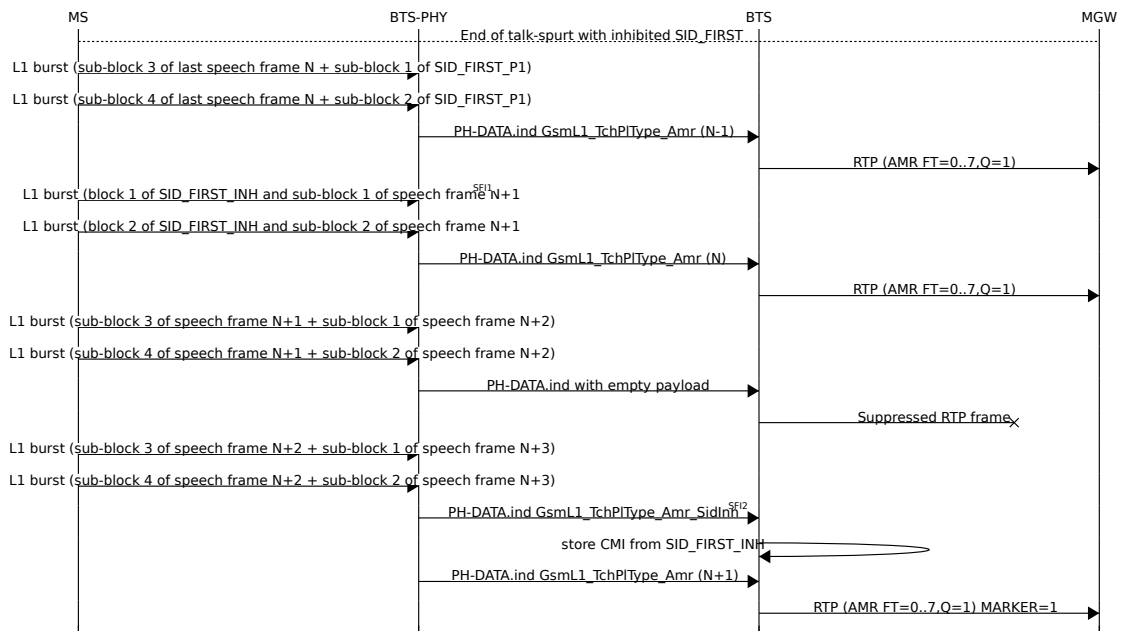 MS BTS-PHY BTS MGW
End of talk-spurt with inhibited SID_FIRST
L1 burst (sub-block 3 of last speech frame N + sub-block 1 of SID_FIRST_P1)
L1 burst (sub-block 4 of last speech frame N + sub-block 2 of SID_FIRST_P1)
PH-DATA.ind GsmL1_TchPlType_Amr (N-1)
RTP (AMR FT=0..7,Q=1)
SFI1
L1 burst (block 1 of SID_FIRST_INH and sub-block 1 of speech frame N+1
L1 burst (block 2 of SID_FIRST_INH and sub-block 2 of speech frame N+1
PH-DATA.ind GsmL1_TchPlType_Amr (N)
RTP (AMR FT=0..7,Q=1)
L1 burst (sub-block 3 of speech frame N+1 + sub-block 1 of speech frame N+2)
L1 burst (sub-block 4 of speech frame N+1 + sub-block 2 of speech frame N+2)
PH-DATA.ind with empty payload
Suppressed RTP frame
L1 burst (sub-block 3 of speech frame N+2 + sub-block 1 of speech frame N+3)
L1 burst (sub-block 4 of speech frame N+2 + sub-block 2 of speech frame N+3)
PH-DATA.ind GsmL1_TchPlType_Amr_SidInh SFI2
store CMI from SID_FIRST_INH
PH-DATA.ind GsmL1_TchPlType_Amr (N+1)
RTP (AMR FT=0..7,Q=1) MARKER=1